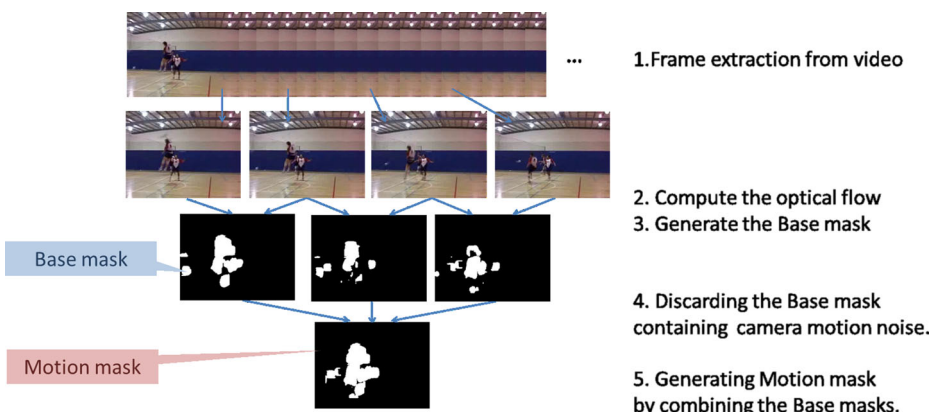 ...
1.Frame extraction from video
2. Compute the optical flow
3. Generate the Base mask
Base mask
4. Discarding the Base mask
containing camera motion noise.
Motion mask
5. Generating Motion mask
by combining the Base masks.